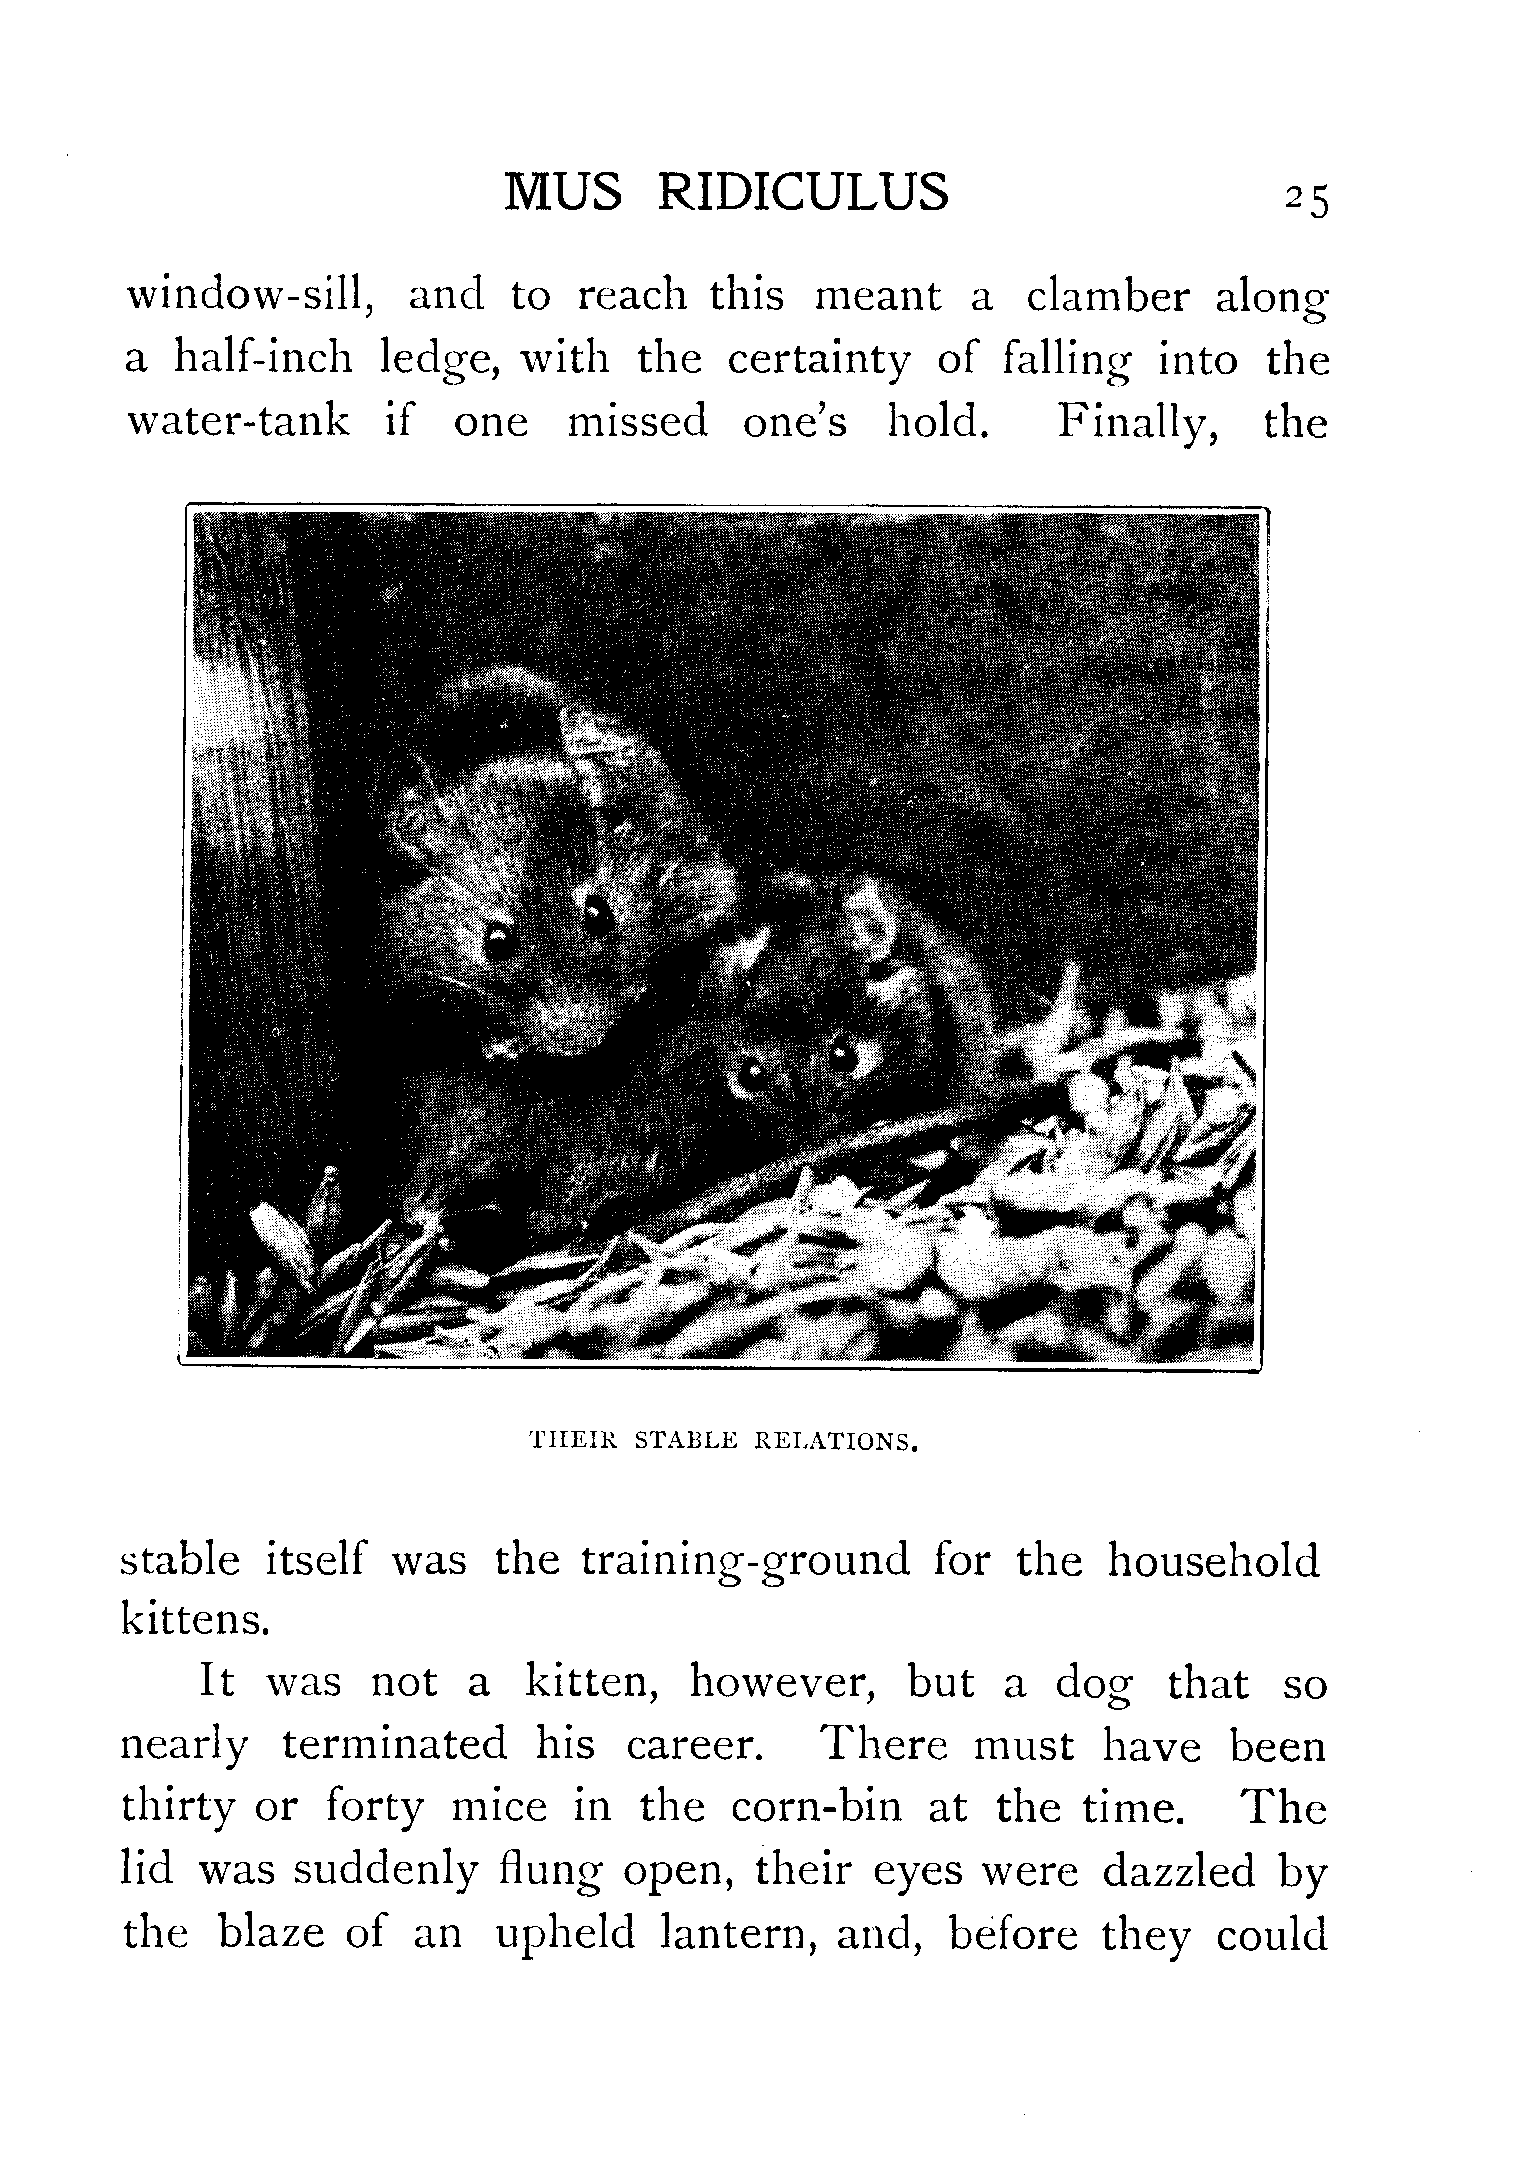 MUS RIDICULUS 25
window-sill, and to reach this meant a clamber along
a half-inch ledge, with the certainty of falling into the
water-tank if one missed one's hold. Finally, the
THEIR STABLE RELATIONS.
stable itself was the training-ground for the household
kittens.
It was not a kitten, however, but a dog that so
nearly terminated his career. There must have been
thirty or forty mice in the corn-bin at the time. The
lid was suddenly flung open, their eyes were dazzled by
the blaze of an upheld lantern, and, before they could